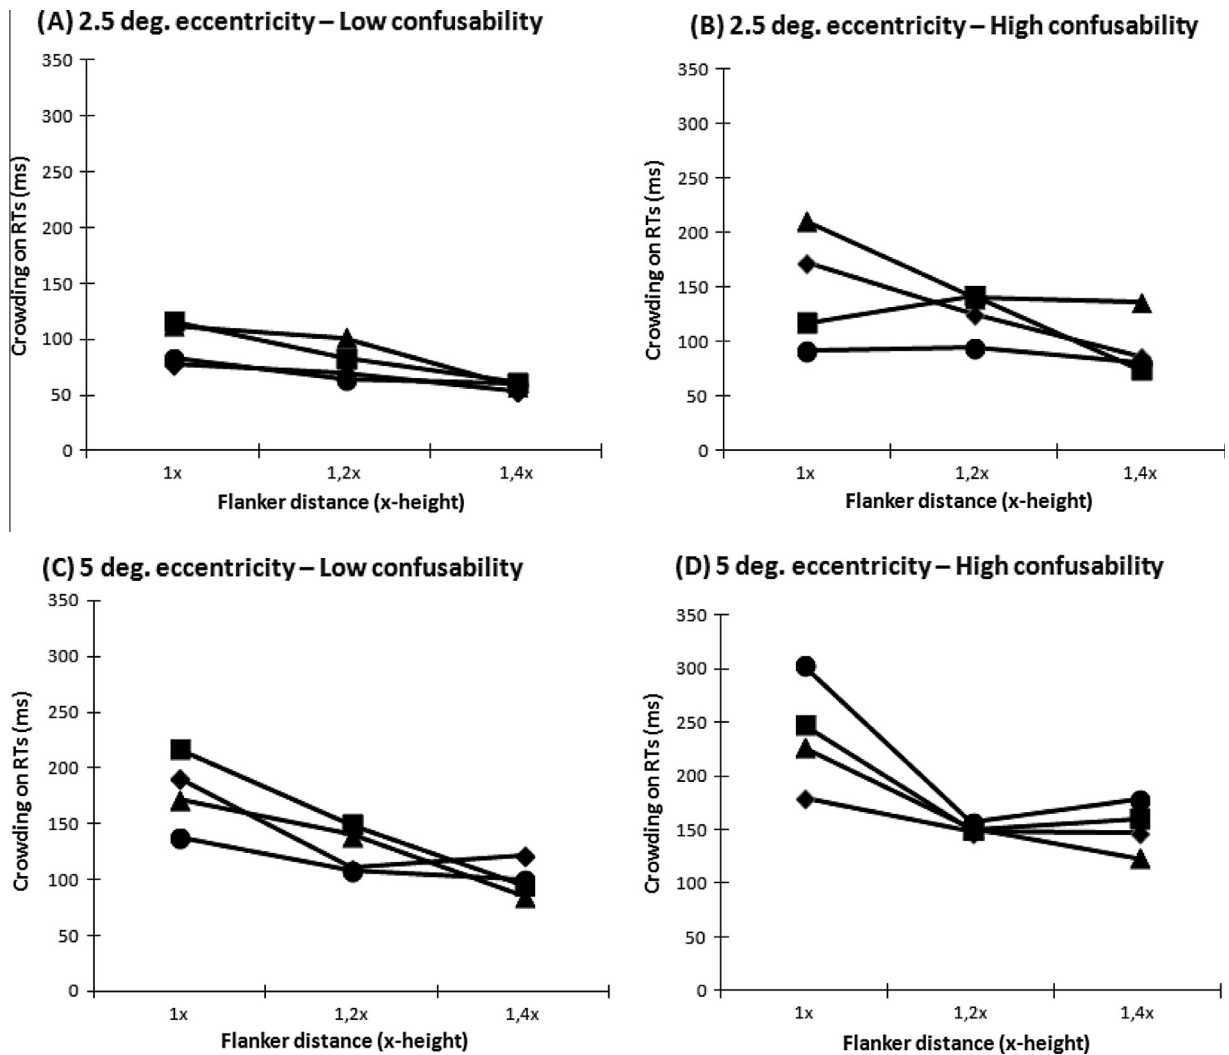 (A) 2.5 deg. eccentricity – Low confusability
350
300
250
200
150
100
50
0
Crowding on RTs (ms)
1x 1,2x 1,4x
Flanker distance (x-height)
(B) 2.5 deg. eccentricity – High confusability
350
300
250
200
150
100
50
0
Crowding on RTs (ms)
1x 1,2x 1,4x
Flanker distance (x-height)
(C) 5 deg. eccentricity – Low confusability
350
300
250
200
150
100
50
0
Crowding on RTs (ms)
1x 1,2x 1,4x
Flanker distance (x-height)
(D) 5 deg. eccentricity – High confusability
350
300
250
200
150
100
50
0
Crowding on RTs (ms)
1x 1,2x 1,4x
Flanker distance (x-height)